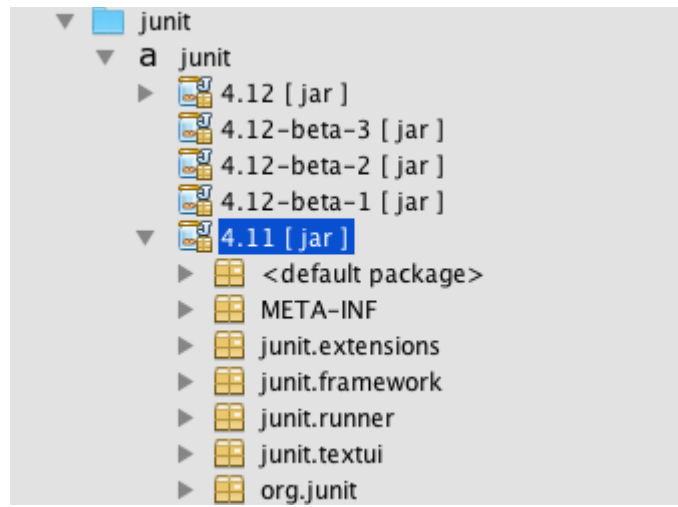 junit
a junit
4.12 [ jar ]
4.12-beta-3 [ jar ]
4.12-beta-2 [ jar ]
4.12-beta-1 [ jar ]
4.11 [ jar ]
<default package>
META-INF
junit.extensions
junit.framework
junit.runner
junit.textui
org.junit